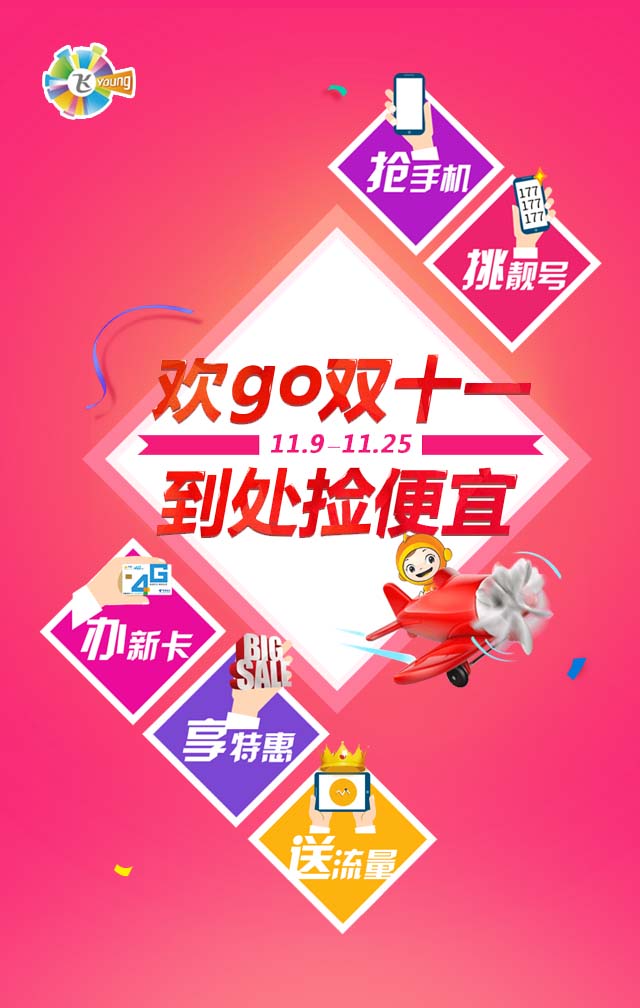 飞Young
抢手机
177
177
177
挑靓号
欢go双十一
11.9–11.25
到处捡便宜
4G
办新卡
BIG
SALE
享特惠
送流量